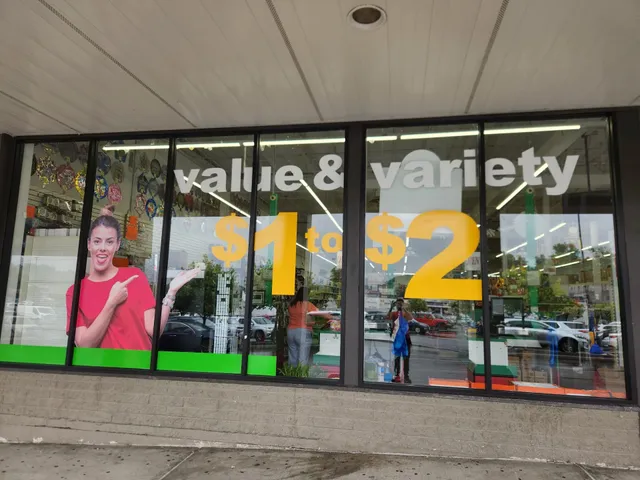 value & variety
$1 to $2